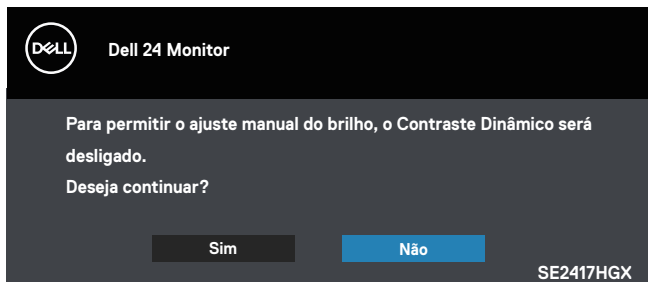 DELL
Dell 24 Monitor
Para permitir o ajuste manual do brilho, o Contraste Dinâmico será
desligado.
Deseja continuar?
Sim Não
SE2417HGX